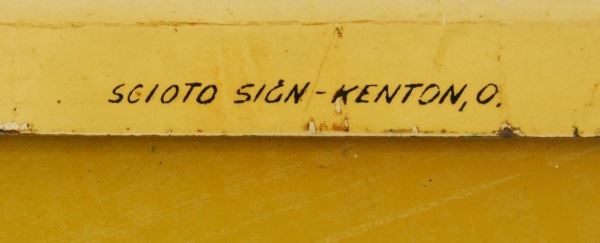 SCIOTO SIGN - KENTON, O.